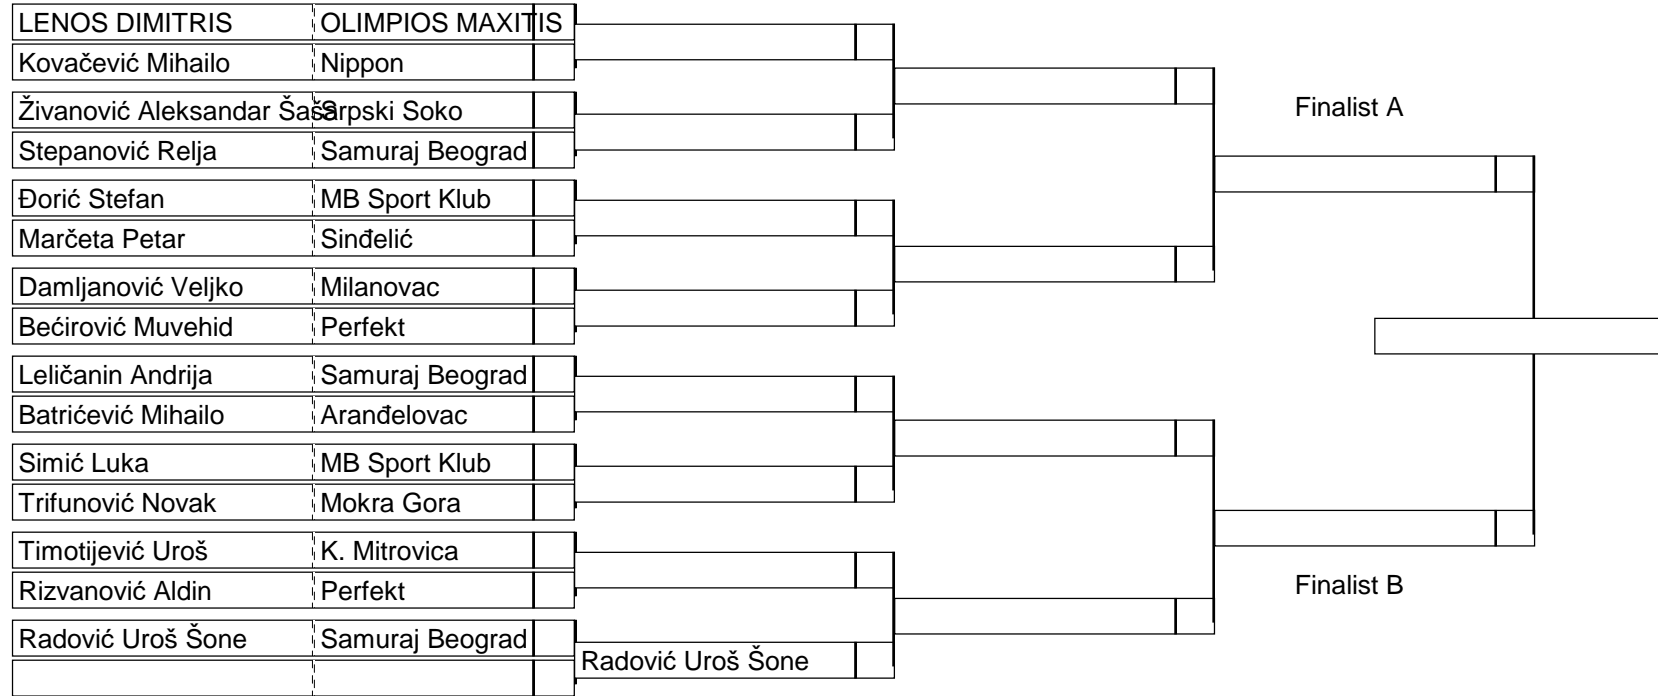 LENOS DIMITRIS OLIMPIOS MAXITIS
Kovačević Mihailo Nippon
Živanović Aleksandar Šaša Srpski Soko
Finalist A
Stepanović Relja Samuraj Beograd
Đorić Stefan MB Sport Klub
Marčeta Petar Sinđelić
Damljanović Veljko Milanovac
Bećirović Muvehid Perfekt
Leličanin Andrija Samuraj Beograd
Batrićević Mihailo Aranđelovac
Simić Luka MB Sport Klub
Trifunović Novak Mokra Gora
Timotijević Uroš K. Mitrovica
Rizvanović Aldin Perfekt
Finalist B
Radović Uroš Šone Samuraj Beograd
Radović Uroš Šone